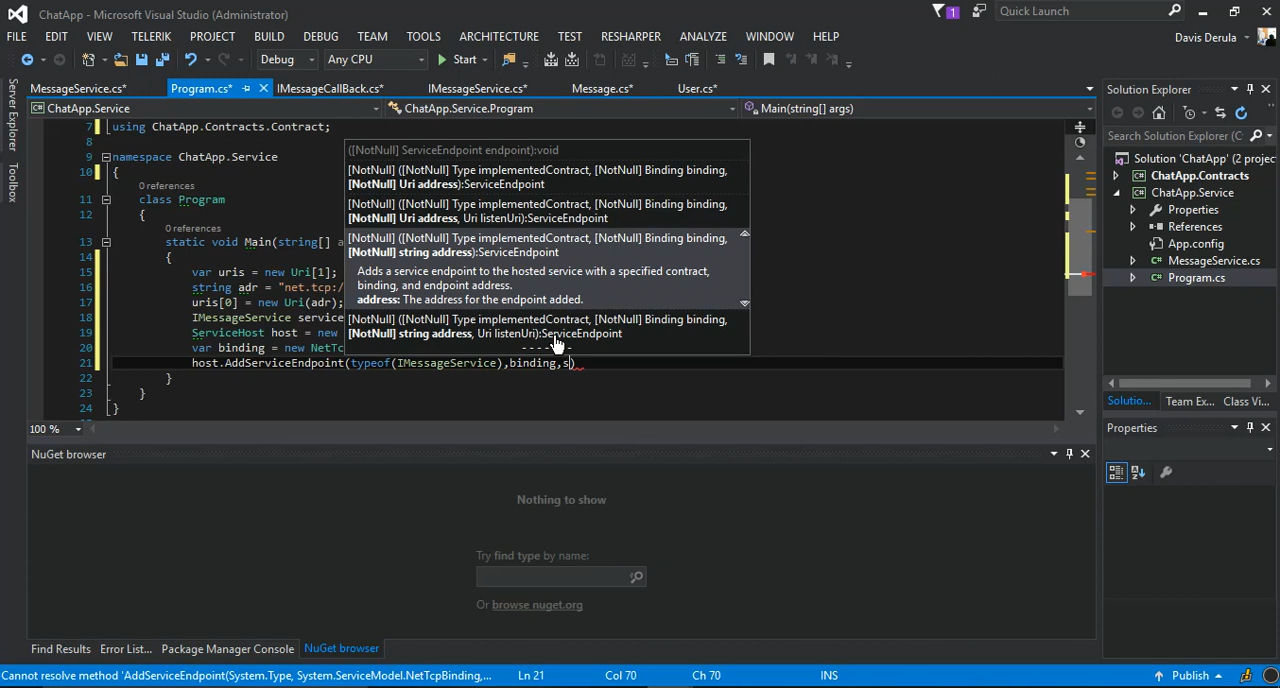 ChatApp - Microsoft Visual Studio (Administrator)
1
Quick Launch
FILE EDIT VIEW TELERIK PROJECT BUILD DEBUG TEAM TOOLS ARCHITECTURE TEST RESHARPER ANALYZE WINDOW HELP
Davis Derula
Debug Any CPU Start
Server Explorer
Toolbox
MessageService.cs* Program.cs* IMessageCallBack.cs* IMessageService.cs* Message.cs* User.cs*
ChatApp.Service ChatApp.Service.Program Main(string[] args)
7 using ChatApp.Contracts.Contract;
8
9 namespace ChatApp.Service
10 {
0 references
11 class Program
12 {
0 references
13 static void Main(string[] a
14 {
15 var uris = new Uri[1];
16 string adr = "net.tcp:/
17 uris[0] = new Uri(adr);
18 IMessageService service
19 ServiceHost host = new
20 var binding = new NetTc
21 host.AddServiceEndpoint(typeof(IMessageService),binding,s)
22 }
23 }
24 }
([NotNull] ServiceEndpoint endpoint):void
[NotNull] ([NotNull] Type implementedContract, [NotNull] Binding binding,
[NotNull] Uri address):ServiceEndpoint
[NotNull] ([NotNull] Type implementedContract, [NotNull] Binding binding,
[NotNull] Uri address, Uri listenUri):ServiceEndpoint
[NotNull] ([NotNull] Type implementedContract, [NotNull] Binding binding,
[NotNull] string address):ServiceEndpoint
Adds a service endpoint to the hosted service with a specified contract,
binding, and endpoint address.
address: The address for the endpoint added.
[NotNull] ([NotNull] Type implementedContract, [NotNull] Binding binding,
[NotNull] string address, Uri listenUri):ServiceEndpoint
100 %
NuGet browser
Nothing to show
Try find type by name:
Or browse nuget.org
Find Results Error List... Package Manager Console NuGet browser
Solution Explorer
Search Solution Explorer (
Solution 'ChatApp' (2 projec
ChatApp.Contracts
ChatApp.Service
Properties
References
App.config
MessageService.cs
Program.cs
Solutio... Team Ex... Class Vi...
Properties
Cannot resolve method 'AddServiceEndpoint(System.Type, System.ServiceModel.NetTcpBinding,... Ln 21 Col 70 Ch 70 INS Publish